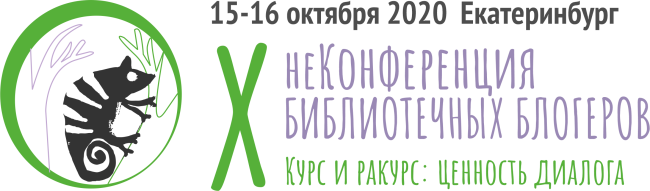 15-16 октября 2020 Екатеринбург
X неКонференция
библиотечных блогеров
Курс и ракурс: ценность диалога